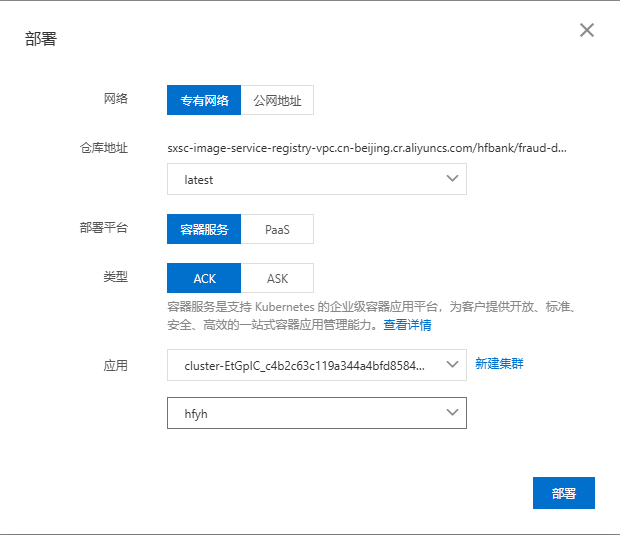 部署
网络
专有网络 公网地址
仓库地址
sxsc-image-service-registry-vpc.cn-beijing.cr.aliyuncs.com/hfbank/fraud-d...
latest
部署平台
容器服务 PaaS
类型
ACK ASK
容器服务是支持 Kubernetes 的企业级容器应用平台，为客户提供开放、标准、
安全、高效的一站式容器应用管理能力。查看详情
应用
cluster-EtGpIC_c4b2c63c119a344a4bfd8584... 新建集群
hfyh
部署